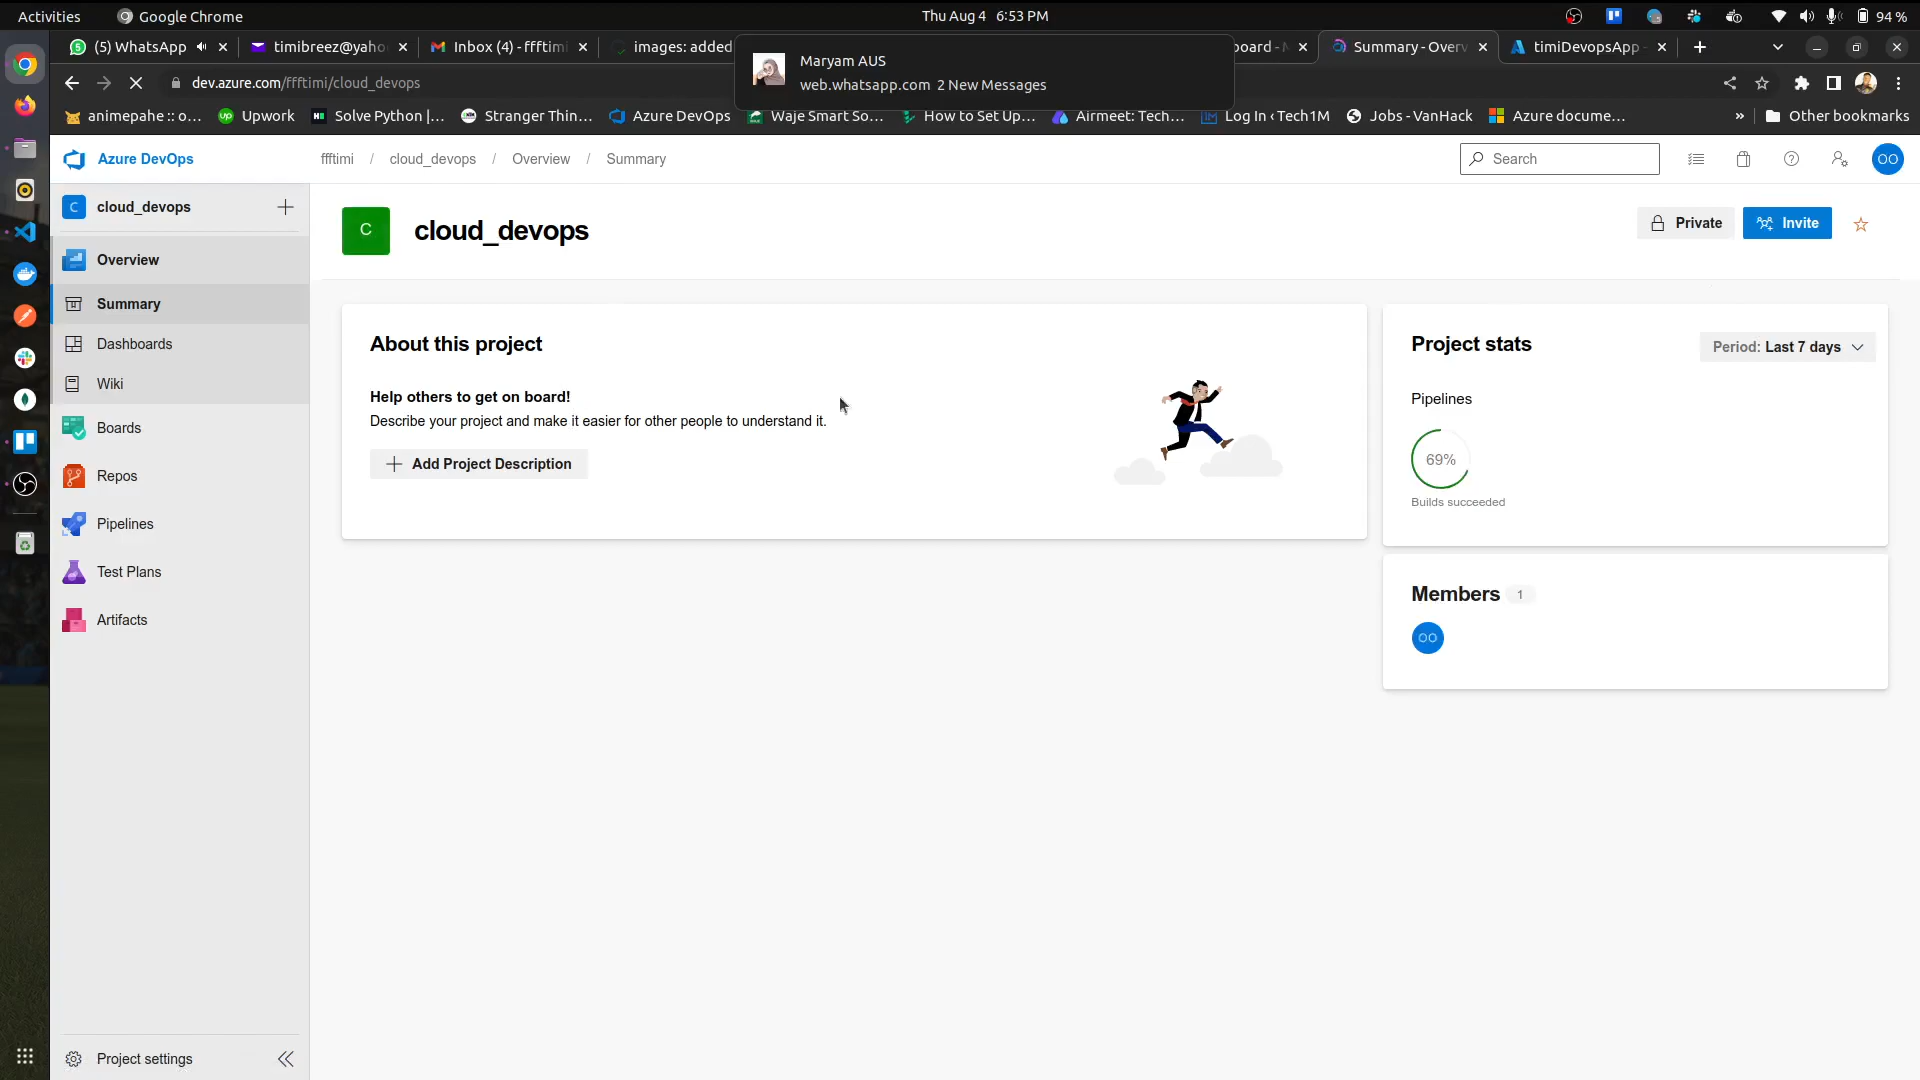 Activities
Google Chrome
Thu Aug 4 6:53 PM
94 %
(5) WhatsApp
timibreez@yaho
Inbox (4) - ffftimi
images: added
board - M
Summary - Overv
timiDevopsApp -
Maryam AUS
web.whatsapp.com 2 New Messages
dev.azure.com/ffftimi/cloud_devops
animepahe :: o...
Upwork
Solve Python |...
Stranger Thin...
Azure DevOps
Waje Smart So...
How to Set Up...
Airmeet: Tech...
Log In ‹ Tech1M
Jobs - VanHack
Azure docume...
»
Other bookmarks
Azure DevOps
ffftimi / cloud_devops / Overview / Summary
Search
OO
C
cloud_devops
Overview
Summary
Dashboards
Wiki
Boards
Repos
Pipelines
Test Plans
Artifacts
Project settings
C
cloud_devops
Private
Invite
About this project
Help others to get on board!
Describe your project and make it easier for other people to understand it.
Add Project Description
Project stats
Period: Last 7 days
Pipelines
69%
Builds succeeded
Members 1
OO